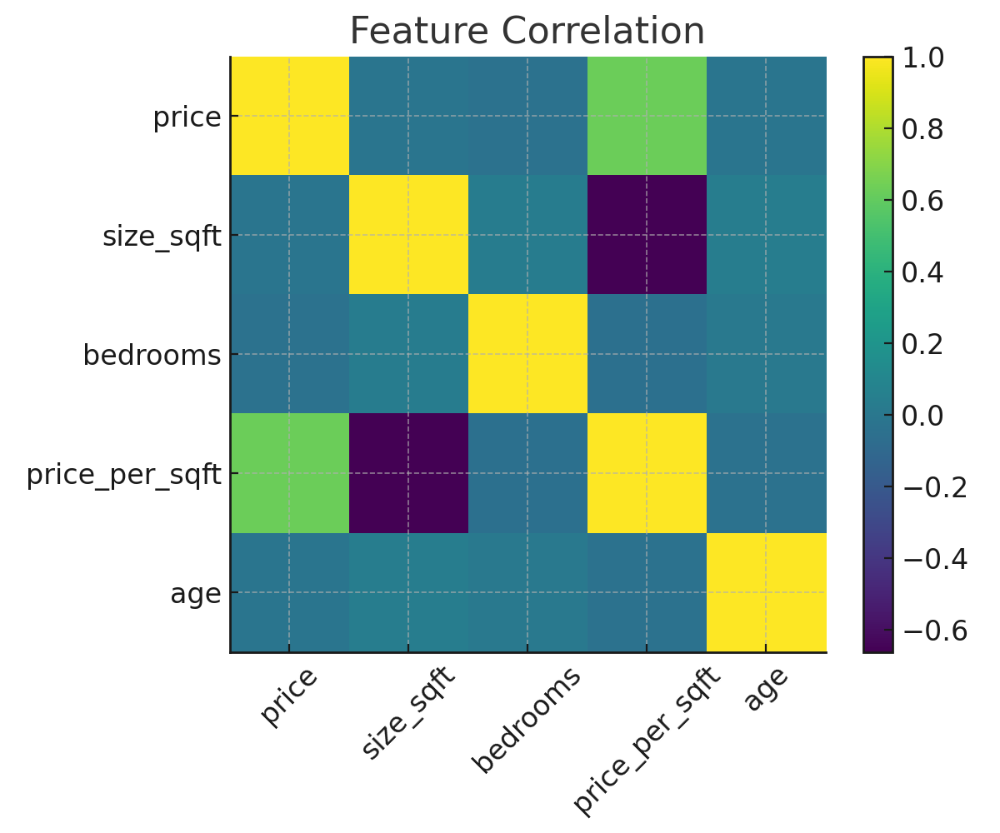 Feature Correlation
price
size_sqft
bedrooms
price_per_sqft
age
price
size_sqft
bedrooms
price_per_sqft
age
1.0
0.8
0.6
0.4
0.2
0.0
−0.2
−0.4
−0.6